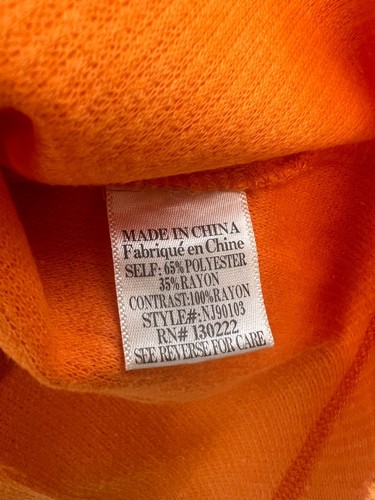 MADE IN CHINA
Fabriqué en Chine
SELF: 65%POLYESTER
35%RAYON
CONTRAST:100%RAYON
STYLE#:NJ90103
RN# 130222
SEE REVERSE FOR CARE